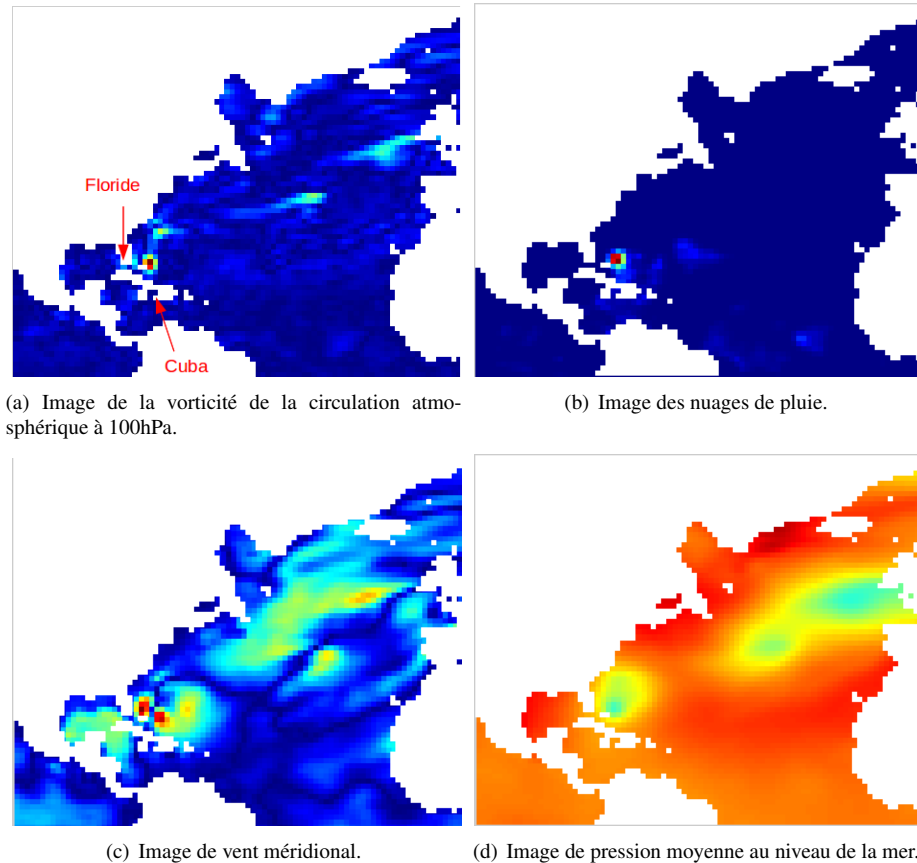 Floride
Cuba
(a) Image de la vorticité de la circulation atmo-
sphérique à 100hPa.
(b) Image des nuages de pluie.
(c) Image de vent méridional.
(d) Image de pression moyenne au niveau de la mer.